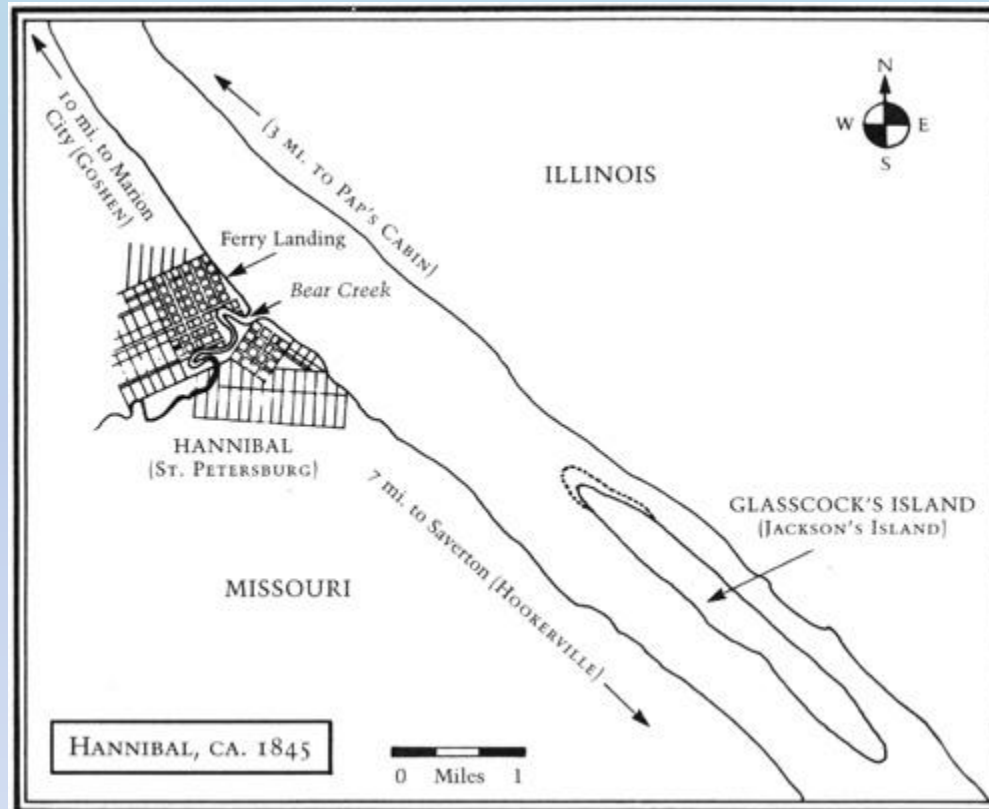 10 mi. to Marion
City (Goshen)
(3 mi. to Pap's Cabin)
ILLINOIS
N
W E
S
Ferry Landing
Bear Creek
HANNIBAL
(St. Petersburg)
7 mi. to Saverton (Hookerville)
GLASSCOCK'S ISLAND
(Jackson's Island)
MISSOURI
Hannibal, ca. 1845
0 Miles 1